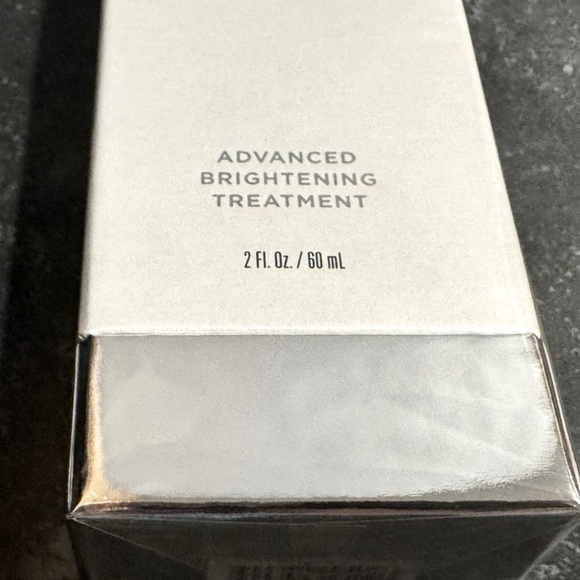 ADVANCED
BRIGHTENING
TREATMENT
2 Fl. Oz. / 60 mL